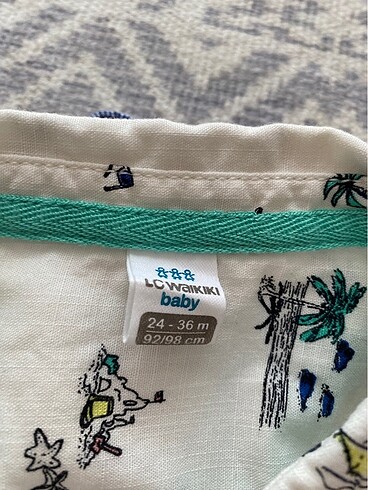 LC WAIKIKI
baby
24 - 36 m
92/98 cm